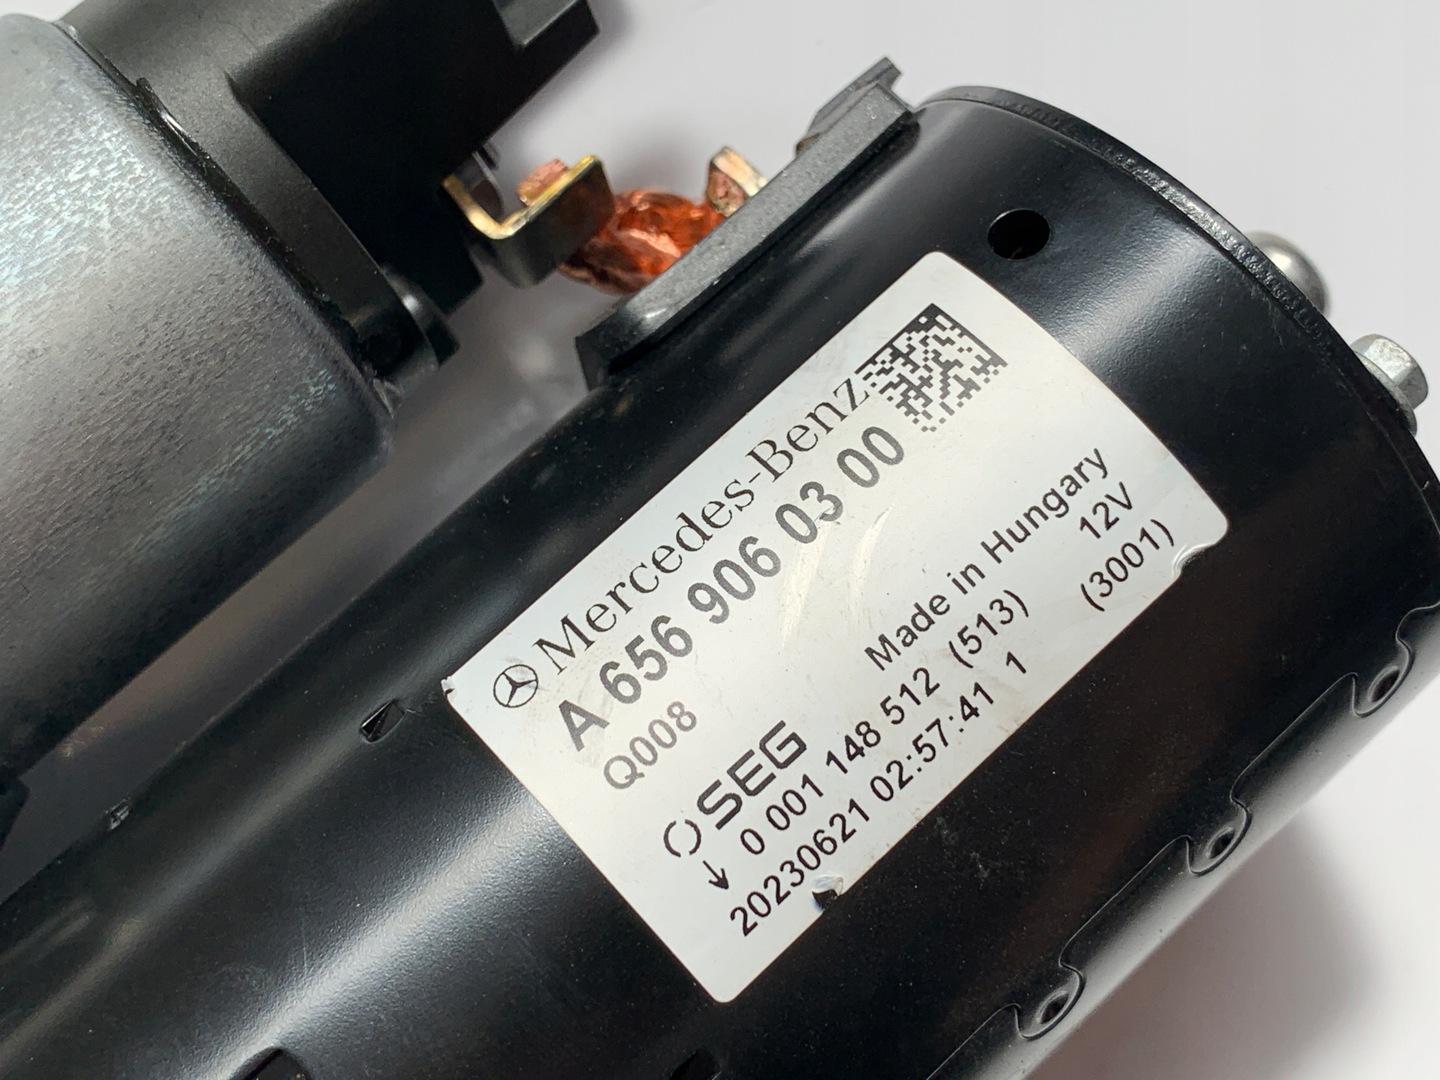 Mercedes-Benz
A 656 906 03 00
Q008
Made in Hungary
SEG
12V
0 001 148 512 (513)
(3001)
20230621 02:57:41 1